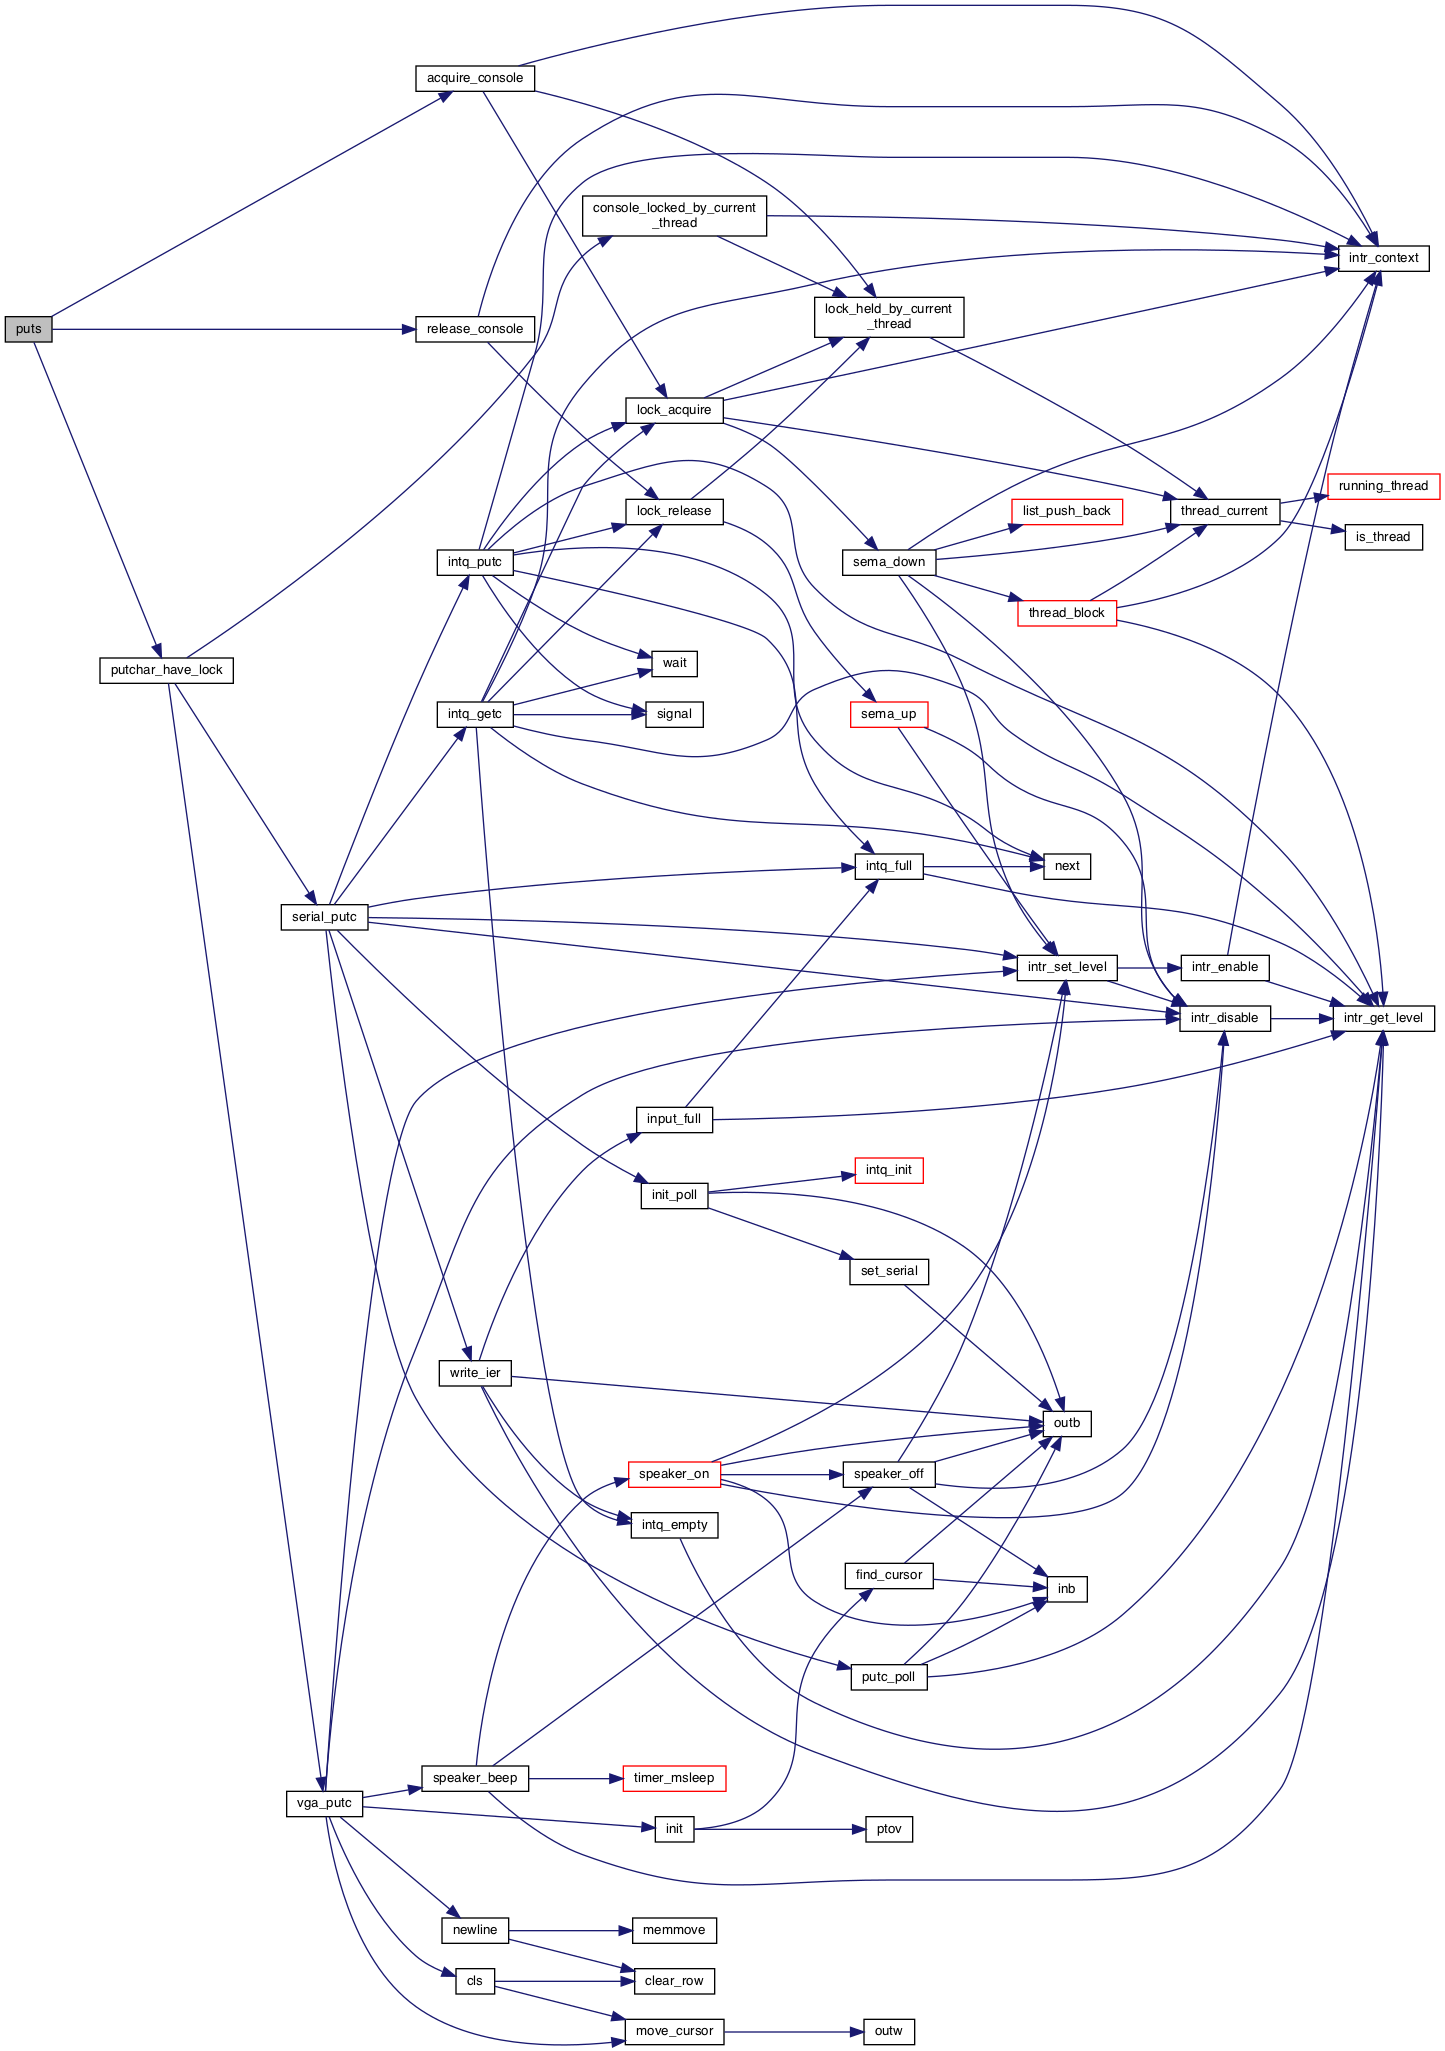 acquire_console
console_locked_by_current
_thread
intr_context
puts
release_console
lock_held_by_current
_thread
lock_acquire
running_thread
list_push_back
thread_current
lock_release
is_thread
intq_putc
sema_down
thread_block
putchar_have_lock
wait
intq_getc
signal
sema_up
intq_full
next
serial_putc
intr_set_level
intr_enable
intr_disable
intr_get_level
input_full
intq_init
init_poll
set_serial
write_ier
outb
speaker_on
speaker_off
intq_empty
find_cursor
inb
putc_poll
speaker_beep
timer_msleep
vga_putc
init
ptov
newline
memmove
cls
clear_row
move_cursor
outw